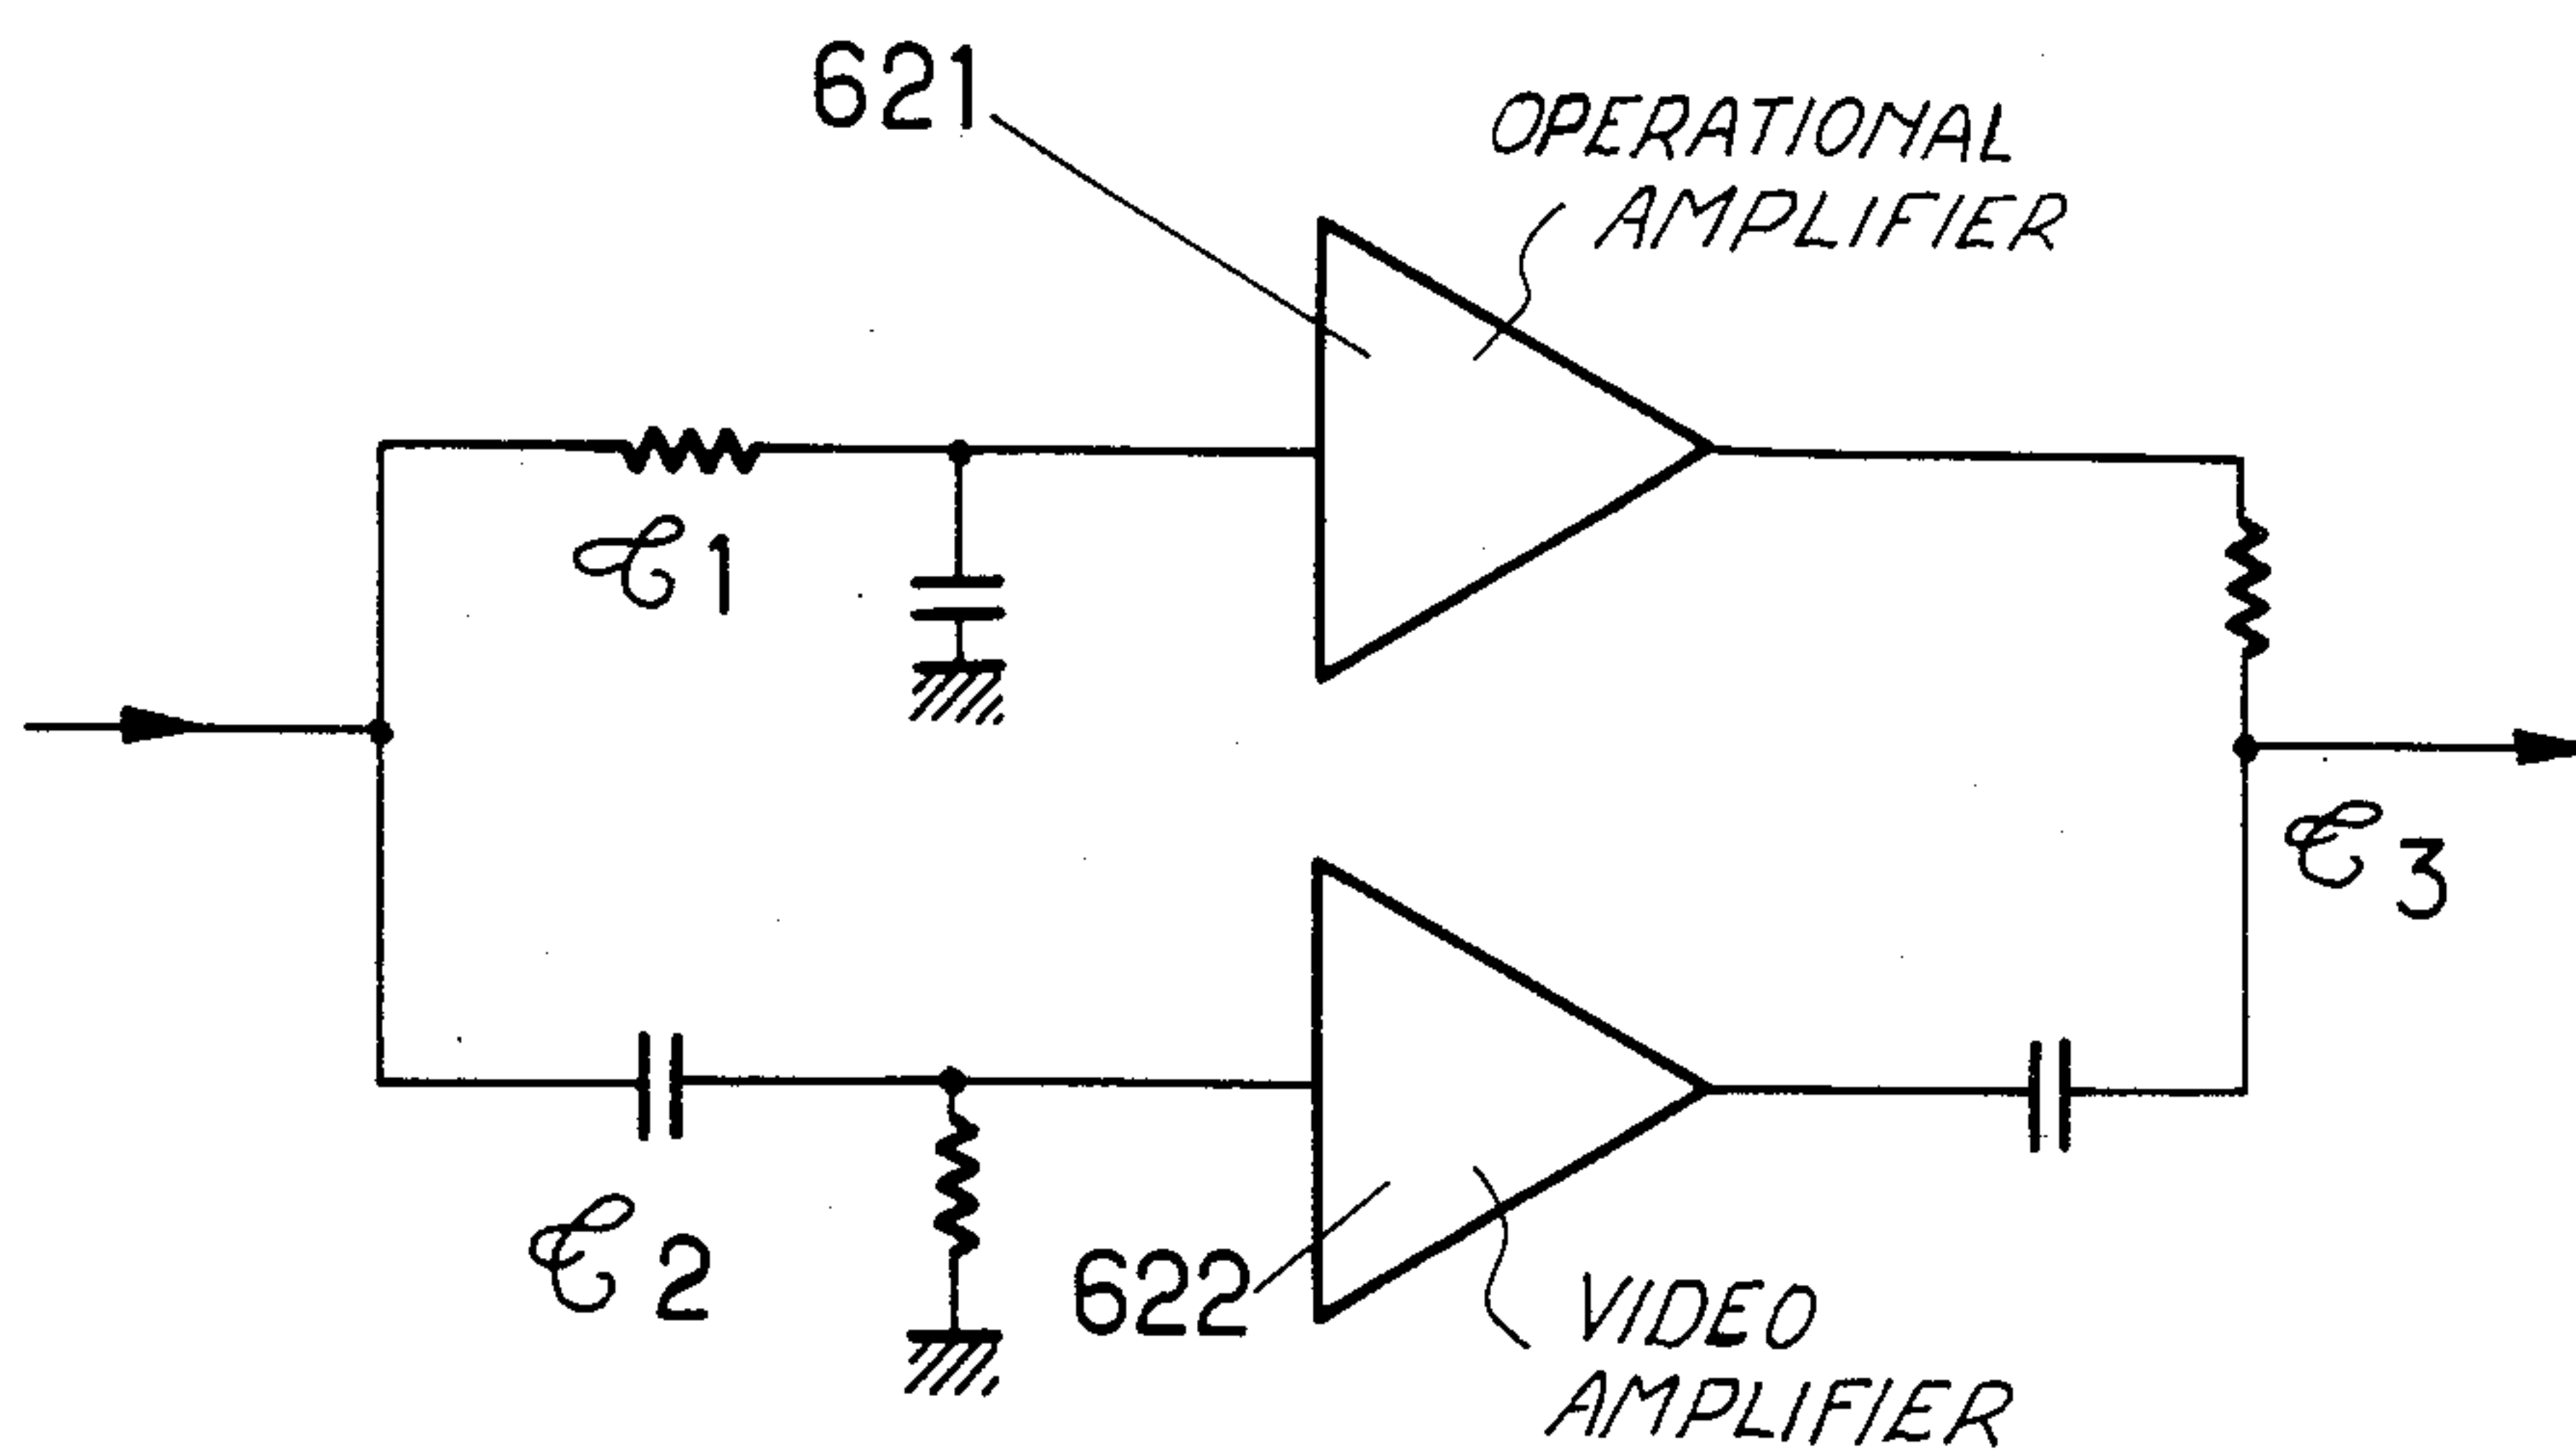 621
OPERATIONAL
AMPLIFIER
𝒞1
𝒞3
𝒞2
622
VIDEO
AMPLIFIER